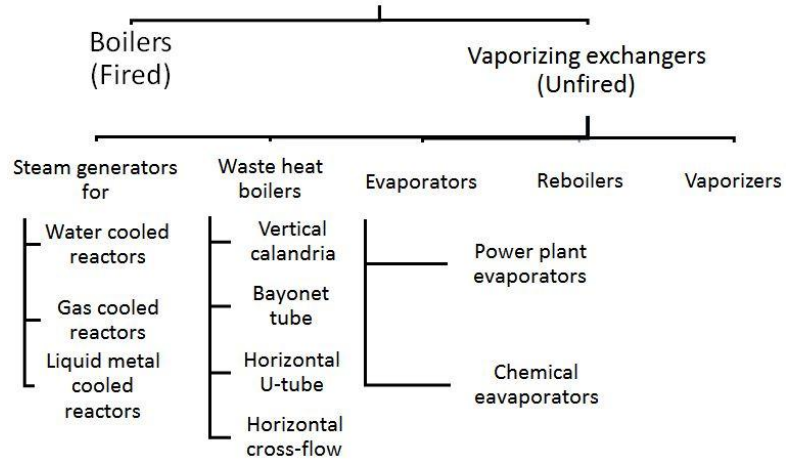 Boilers
(Fired)
Vaporizing exchangers
(Unfired)
Steam generators
for
Waste heat
boilers
Evaporators
Reboilers
Vaporizers
Water cooled
reactors
Gas cooled
reactors
Liquid metal
cooled
reactors
Vertical
calandria
Bayonet
tube
Horizontal
U-tube
Horizontal
cross-flow
Power plant
evaporators
Chemical
eavaporators